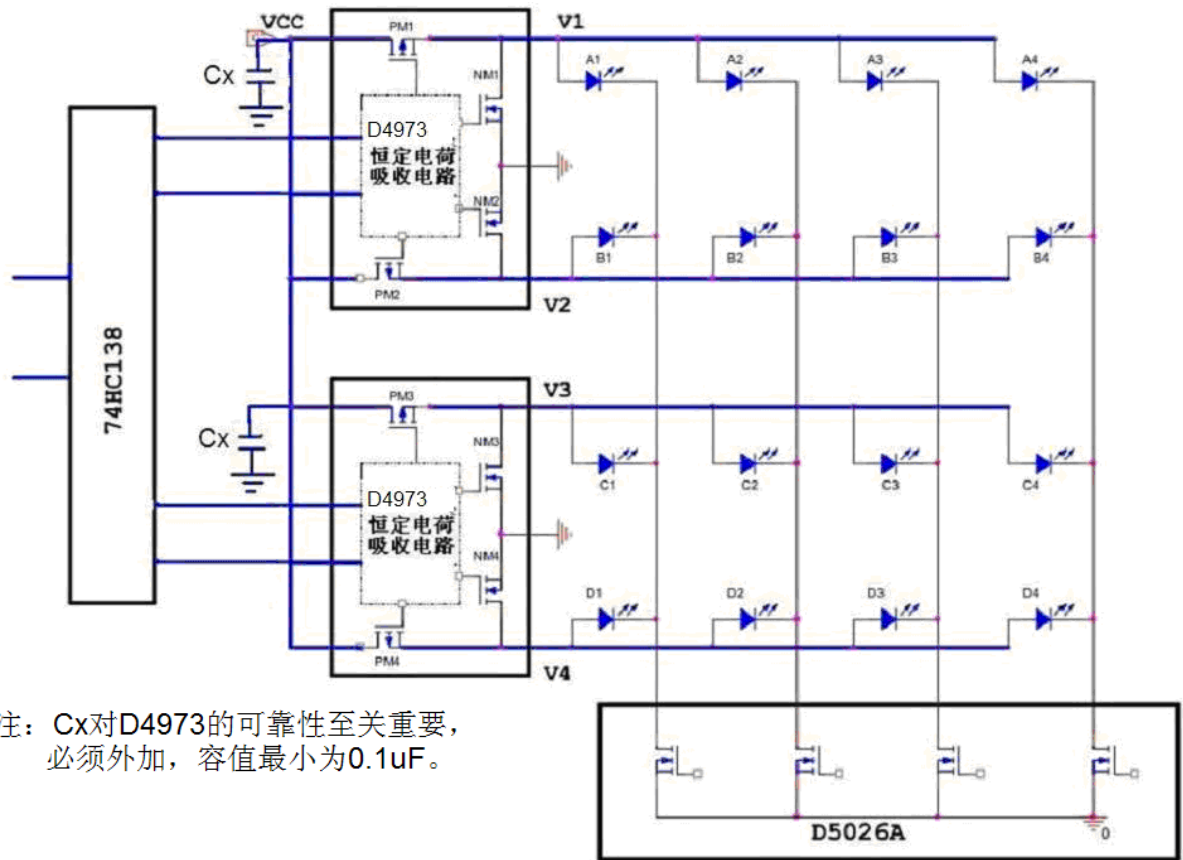 VCC
PM1
V1
Cx
NM1
A1
A2
A3
A4
D4973
恒定电荷
吸收电路
NM2
B1
B2
B3
B4
PM2
V2
74HC138
PM3
V3
Cx
NM3
C1
C2
C3
C4
D4973
恒定电荷
吸收电路
NM4
D1
D2
D3
D4
PM4
V4
注：Cx对D4973的可靠性至关重要，
必须外加，容值最小为0.1uF。
D5026A
0